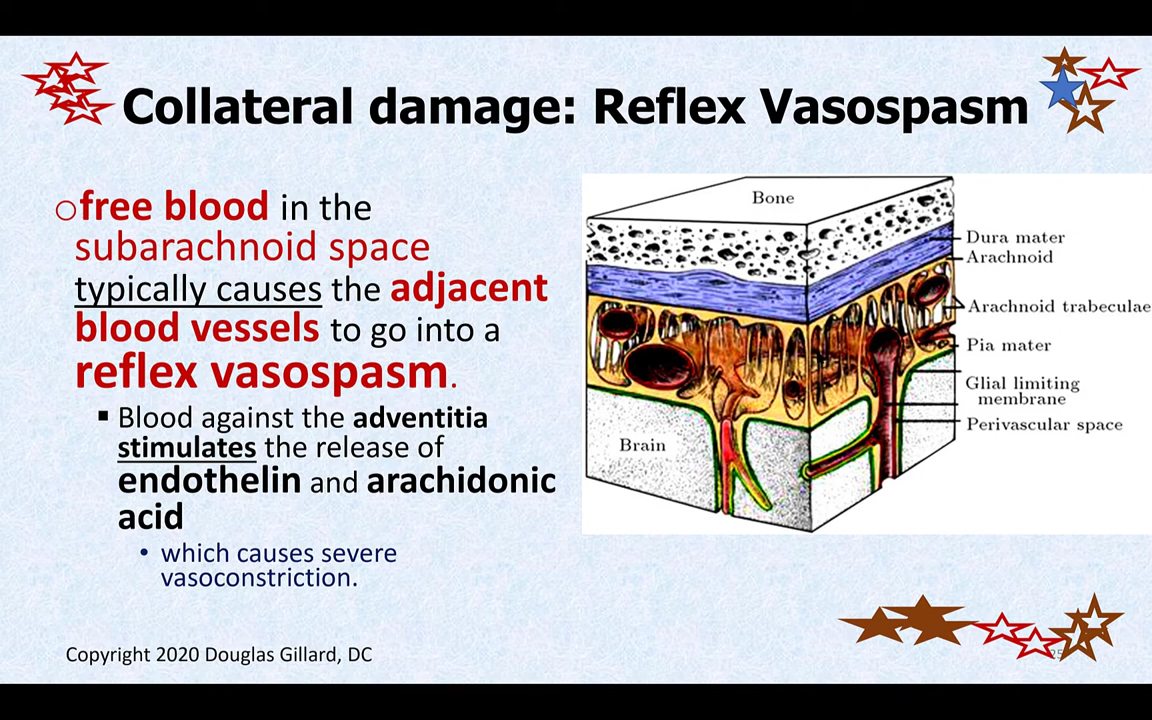 Collateral damage: Reflex Vasospasm
free blood in the
subarachnoid space
typically causes the adjacent
blood vessels to go into a
reflex vasospasm.
Blood against the adventitia
stimulates the release of
endothelin and arachidonic
acid
which causes severe
vasoconstriction.
Bone
Dura mater
Arachnoid
Arachnoid trabeculae
Pia mater
Glial limiting
membrane
Perivascular space
Brain
Copyright 2020 Douglas Gillard, DC